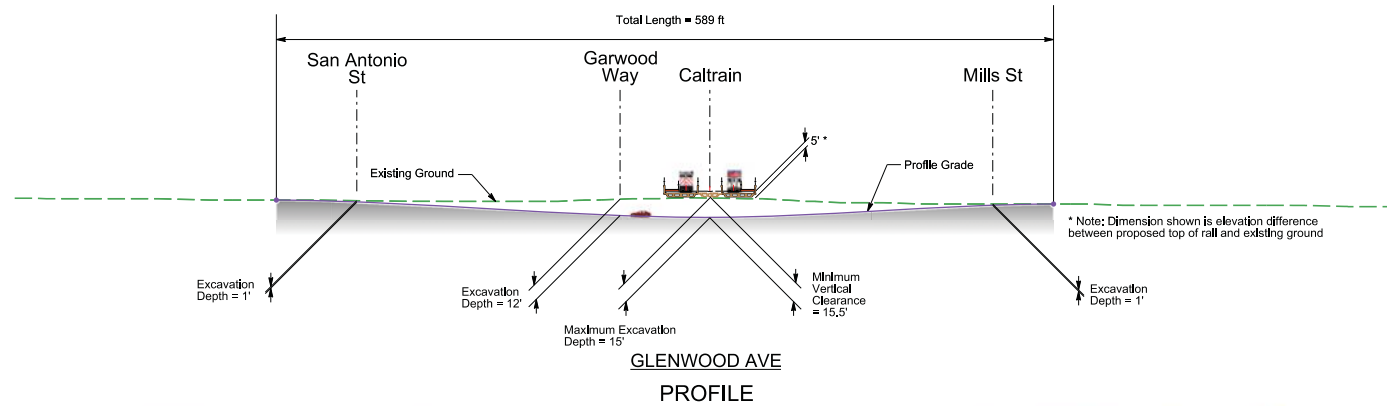 Total Length = 589 ft
San Antonio
St
Garwood
Way
Caltrain
Mills St
5' *
Existing Ground
Profile Grade
* Note: Dimension shown is elevation difference
between proposed top of rail and existing ground
Excavation
Depth = 1'
Excavation
Depth = 12'
Maximum Excavation
Depth = 15'
Minimum
Vertical
Clearance
= 15.5'
Excavation
Depth = 1'
GLENWOOD AVE
PROFILE